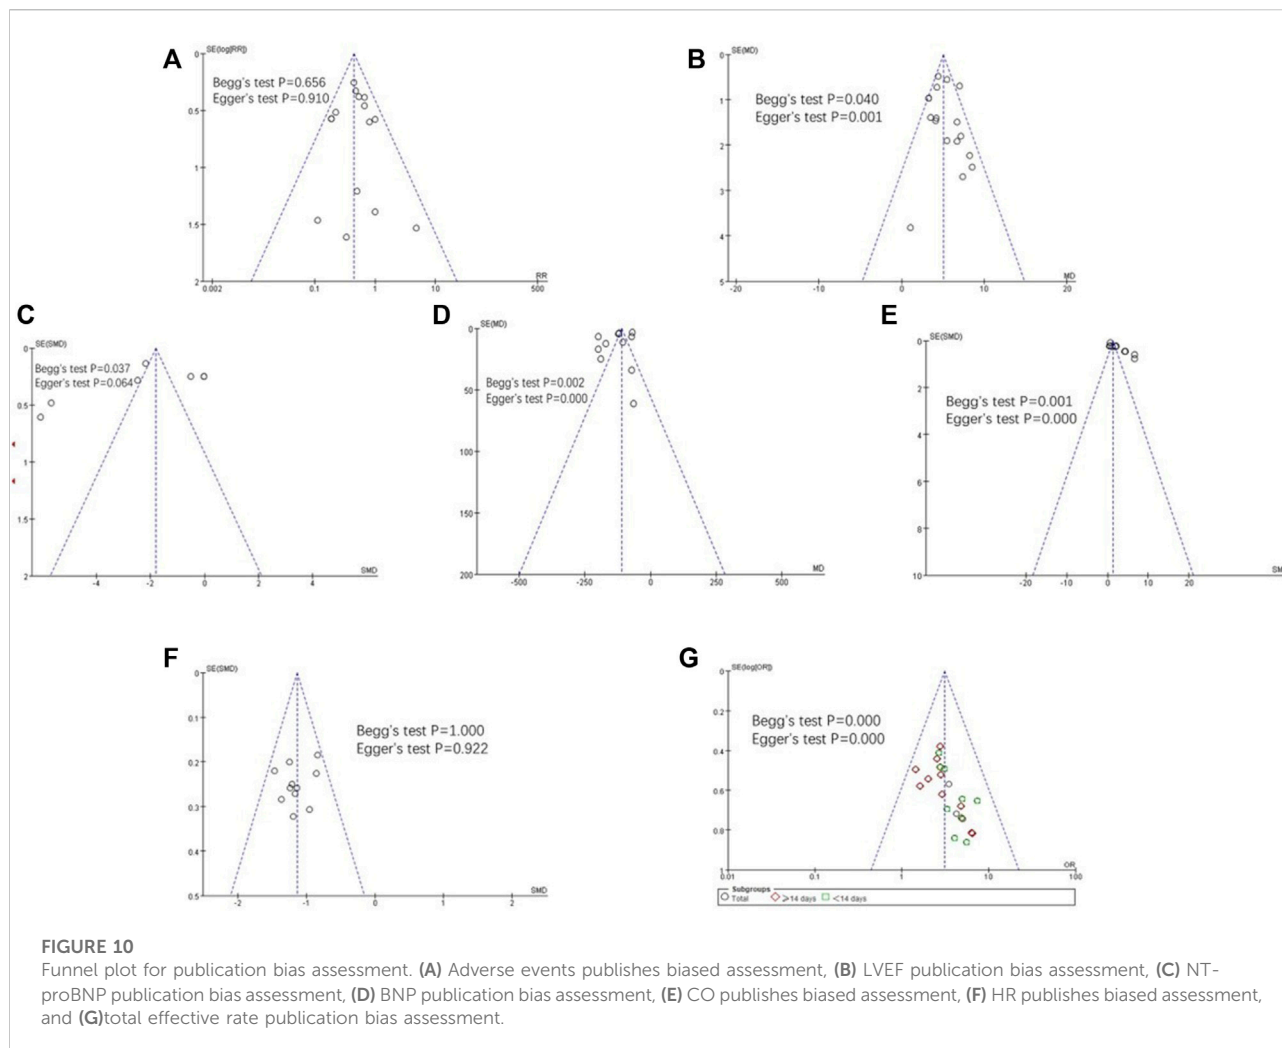 A
SE(log[RR])
Begg's test P=0.656
Egger's test P=0.910
0
0.5
1
1.5
2
0.002
0.1
1
10
500
RR
B
SE(MD)
Begg's test P=0.040
Egger's test P=0.001
0
1
2
3
4
5
-20
-10
0
10
20
MD
C
SE(SMD)
Begg's test P=0.037
Egger's test P=0.064
0
0.5
1
1.5
2
-4
-2
0
2
4
SMD
D
SE(MD)
Begg's test P=0.002
Egger's test P=0.000
0
50
100
150
200
-500
-250
0
250
500
MD
E
SE(SMD)
Begg's test P=0.001
Egger's test P=0.000
0
2
4
6
8
10
-20
-10
0
10
20
F
SE(SMD)
Begg's test P=1.000
Egger's test P=0.922
0
0.1
0.2
0.3
0.4
0.5
-2
-1
0
1
2
SMD
G
SE(log[OR])
Begg's test P=0.000
Egger's test P=0.000
0
0.2
0.4
0.6
0.8
1
0.01
0.1
1
10
100
OR
Subgroups
Total ⩾14 days <14 days
FIGURE 10
Funnel plot for publication bias assessment. (A) Adverse events publishes biased assessment, (B) LVEF publication bias assessment, (C) NT-
proBNP publication bias assessment, (D) BNP publication bias assessment, (E) CO publishes biased assessment, (F) HR publishes biased assessment,
and (G)total effective rate publication bias assessment.